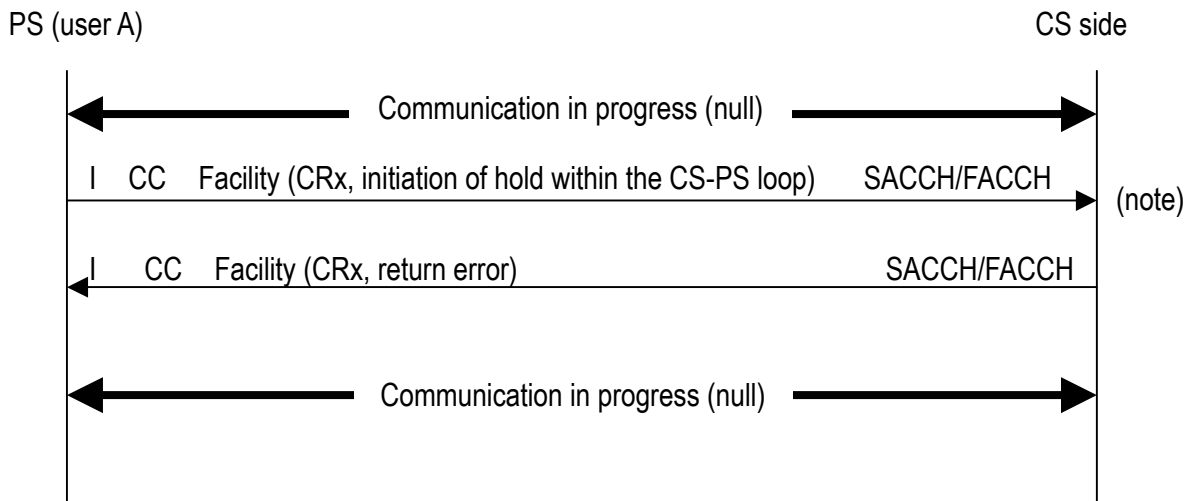 PS (user A) CS side
Communication in progress (null)
I CC Facility (CRx, initiation of hold within the CS-PS loop) SACCH/FACCH (note)
I CC Facility (CRx, return error) SACCH/FACCH
Communication in progress (null)